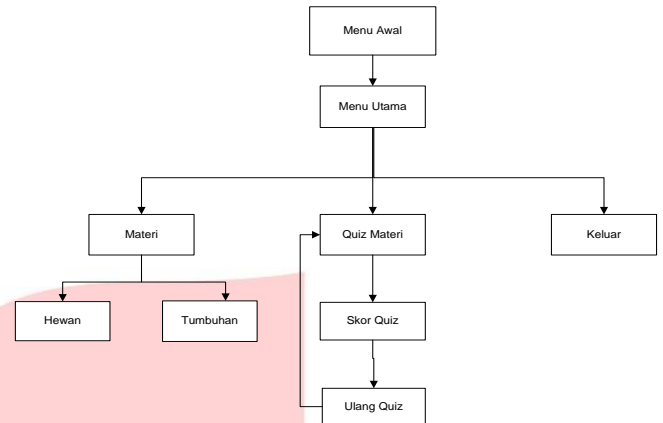 Menu Awal
Menu Utama
Materi
Quiz Materi
Keluar
Hewan
Tumbuhan
Skor Quiz
Ulang Quiz